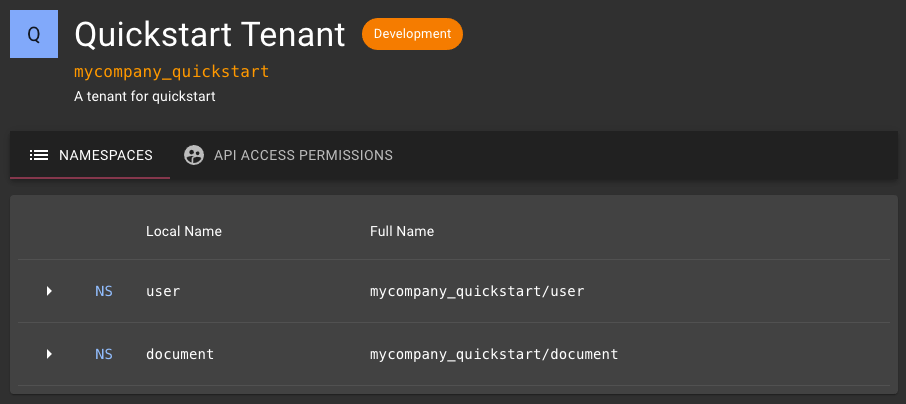 Q
Quickstart Tenant Development
mycompany_quickstart
A tenant for quickstart
NAMESPACES API ACCESS PERMISSIONS
Local Name Full Name
NS user mycompany_quickstart/user
NS document mycompany_quickstart/document